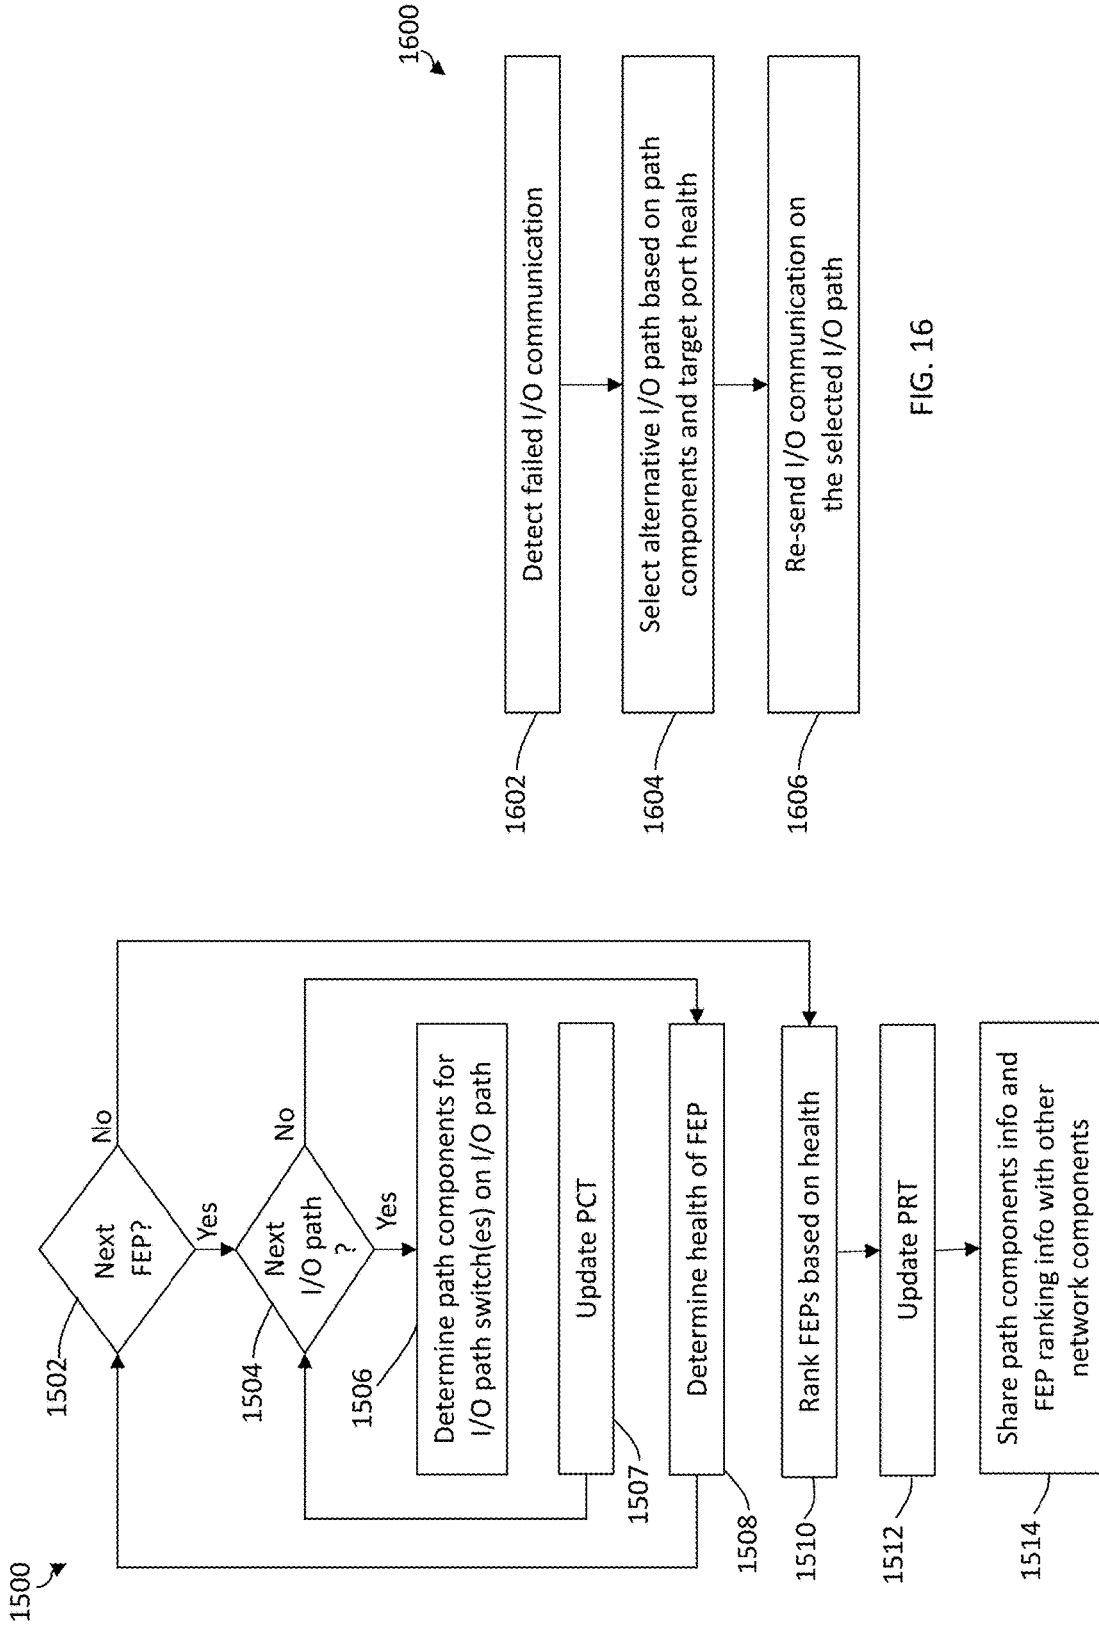 1500
1502
Next
FEP?
No
Yes
1504
Next
I/O path
?
No
Yes
1506
Determine path components for
I/O path switch(es) on I/O path
Update PCT
1507
Determine health of FEP
1508
Rank FEPs based on health
1510
Update PRT
1512
Share path components info and
FEP ranking info with other
network components
1514
1600
Detect failed I/O communication
1602
Select alternative I/O path based on path
components and target port health
1604
Re-send I/O communication on
the selected I/O path
1606
FIG. 16